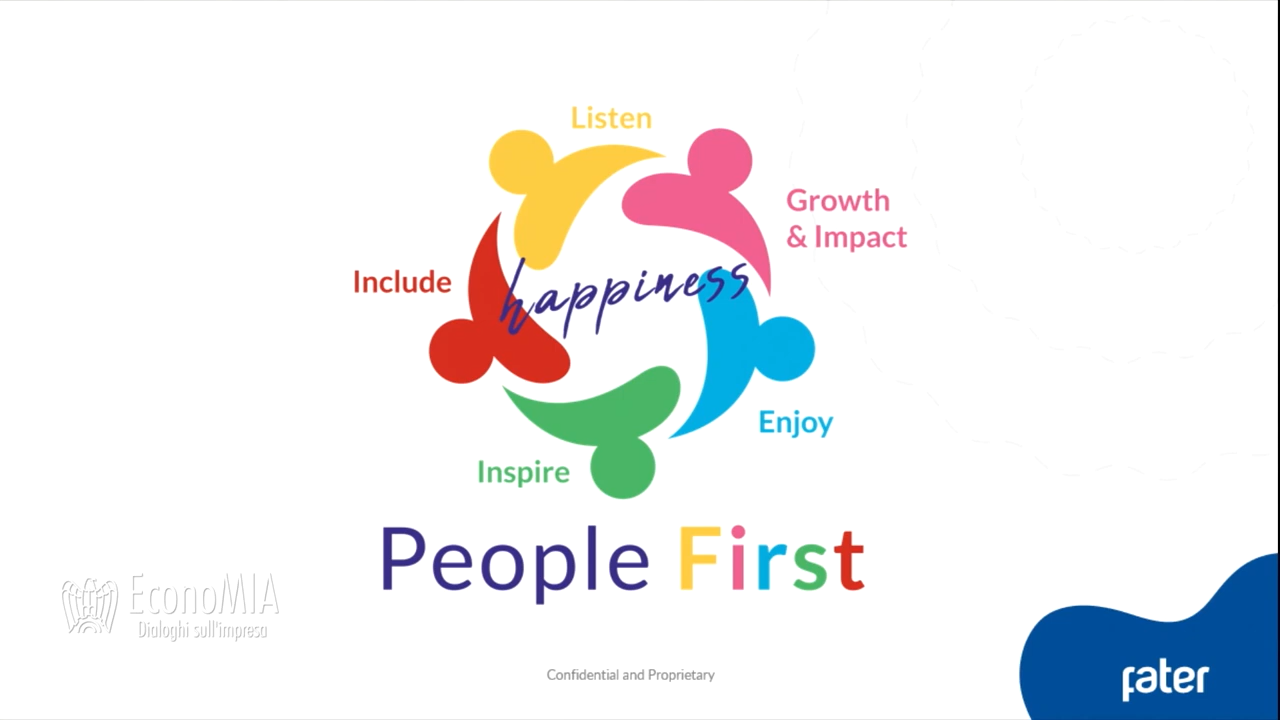 Listen
Growth
& Impact
Include
happiness
Enjoy
Inspire
People First
EconoMIA
Dialoghi sull'impresa
Confidential and Proprietary
fater